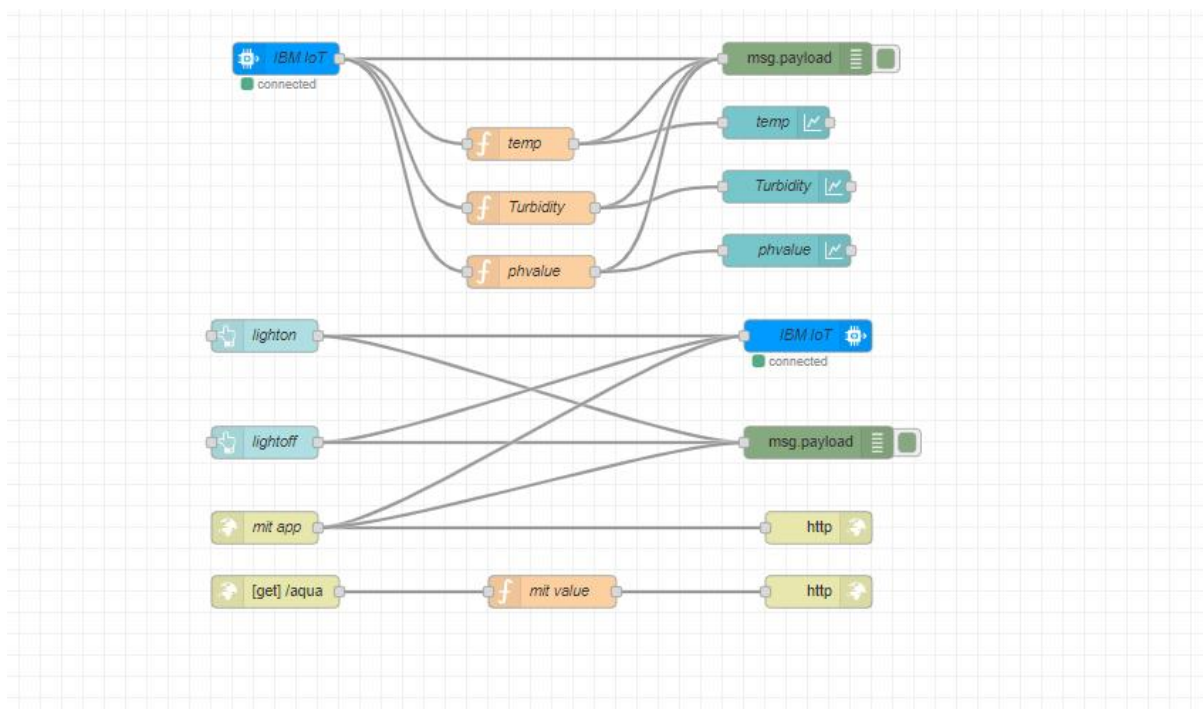 IBM IoT
connected
msg.payload
temp
temp
Turbidity
Turbidity
phvalue
phvalue
lighton
IBM IoT
connected
lightoff
msg.payload
mit app
http
[get] /aqua
mit value
http